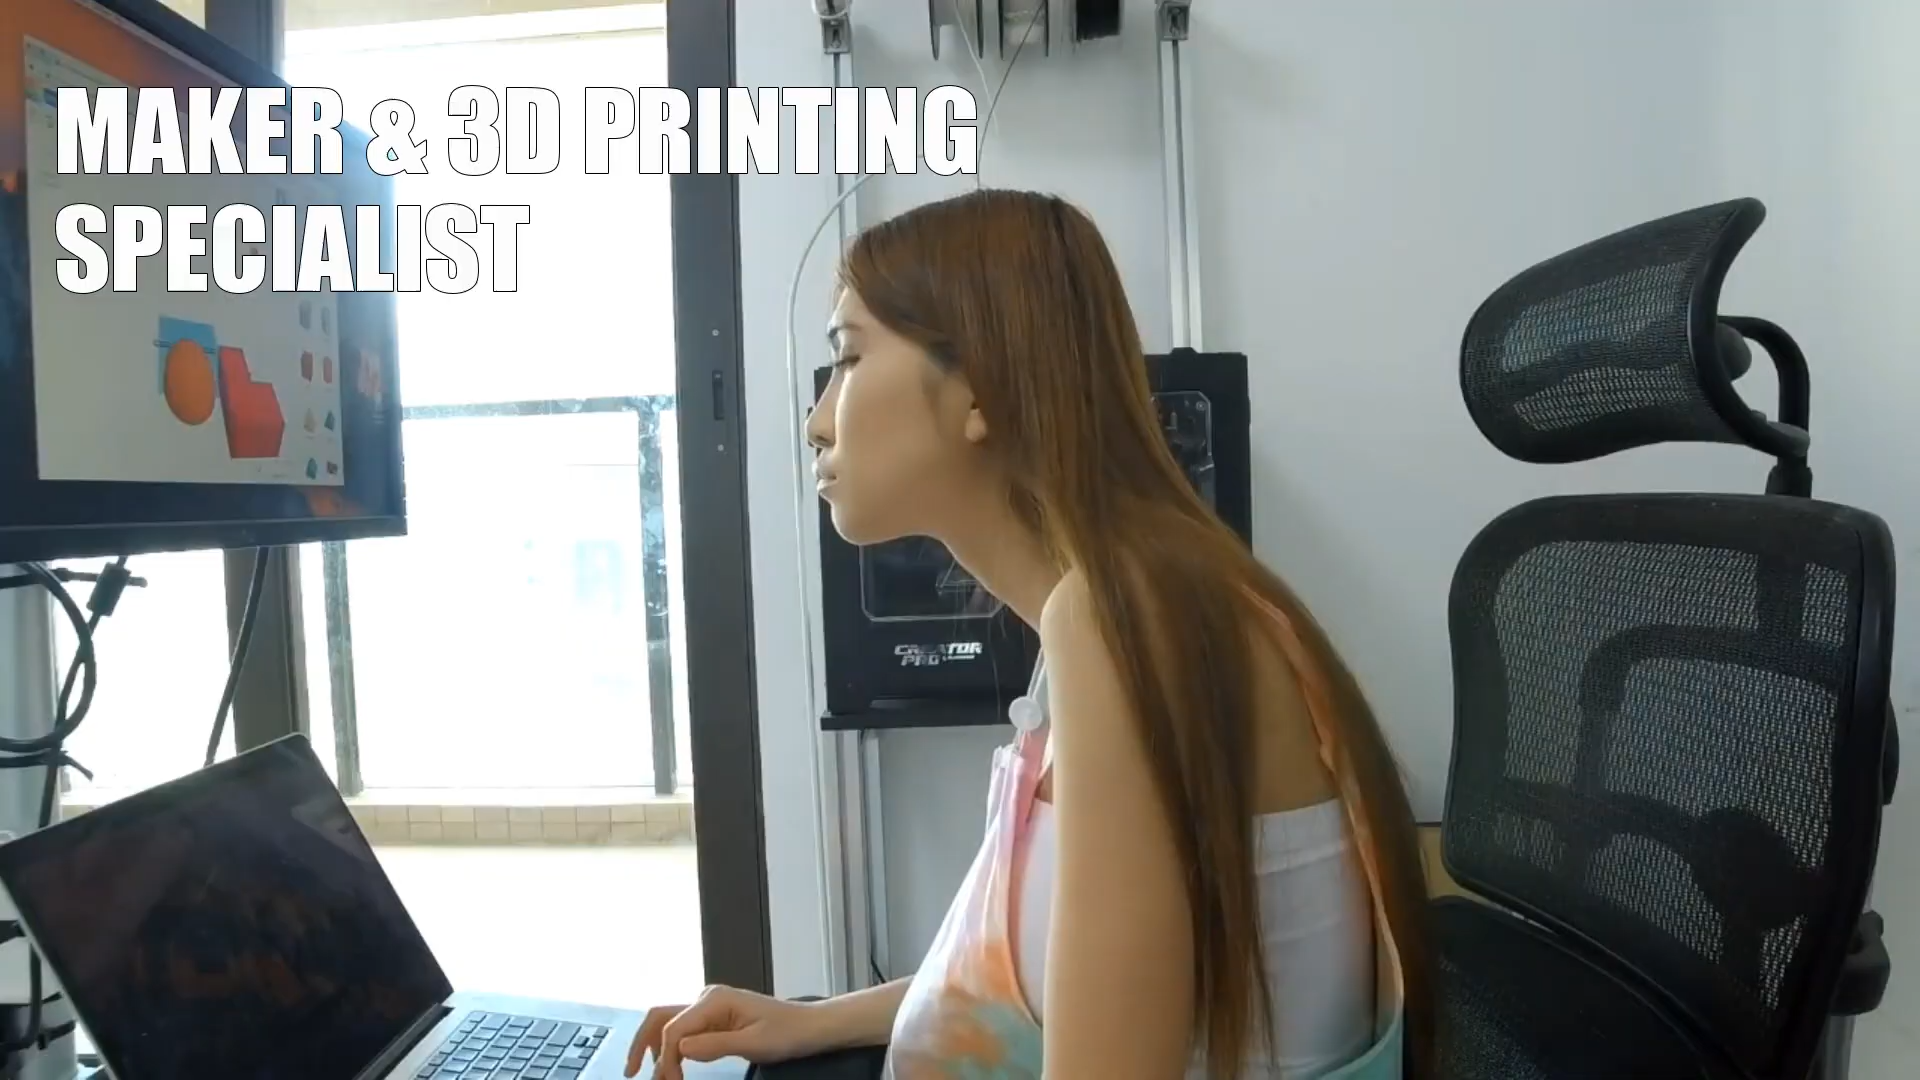 MAKER & 3D PRINTING
SPECIALIST
CREATOR
PRO